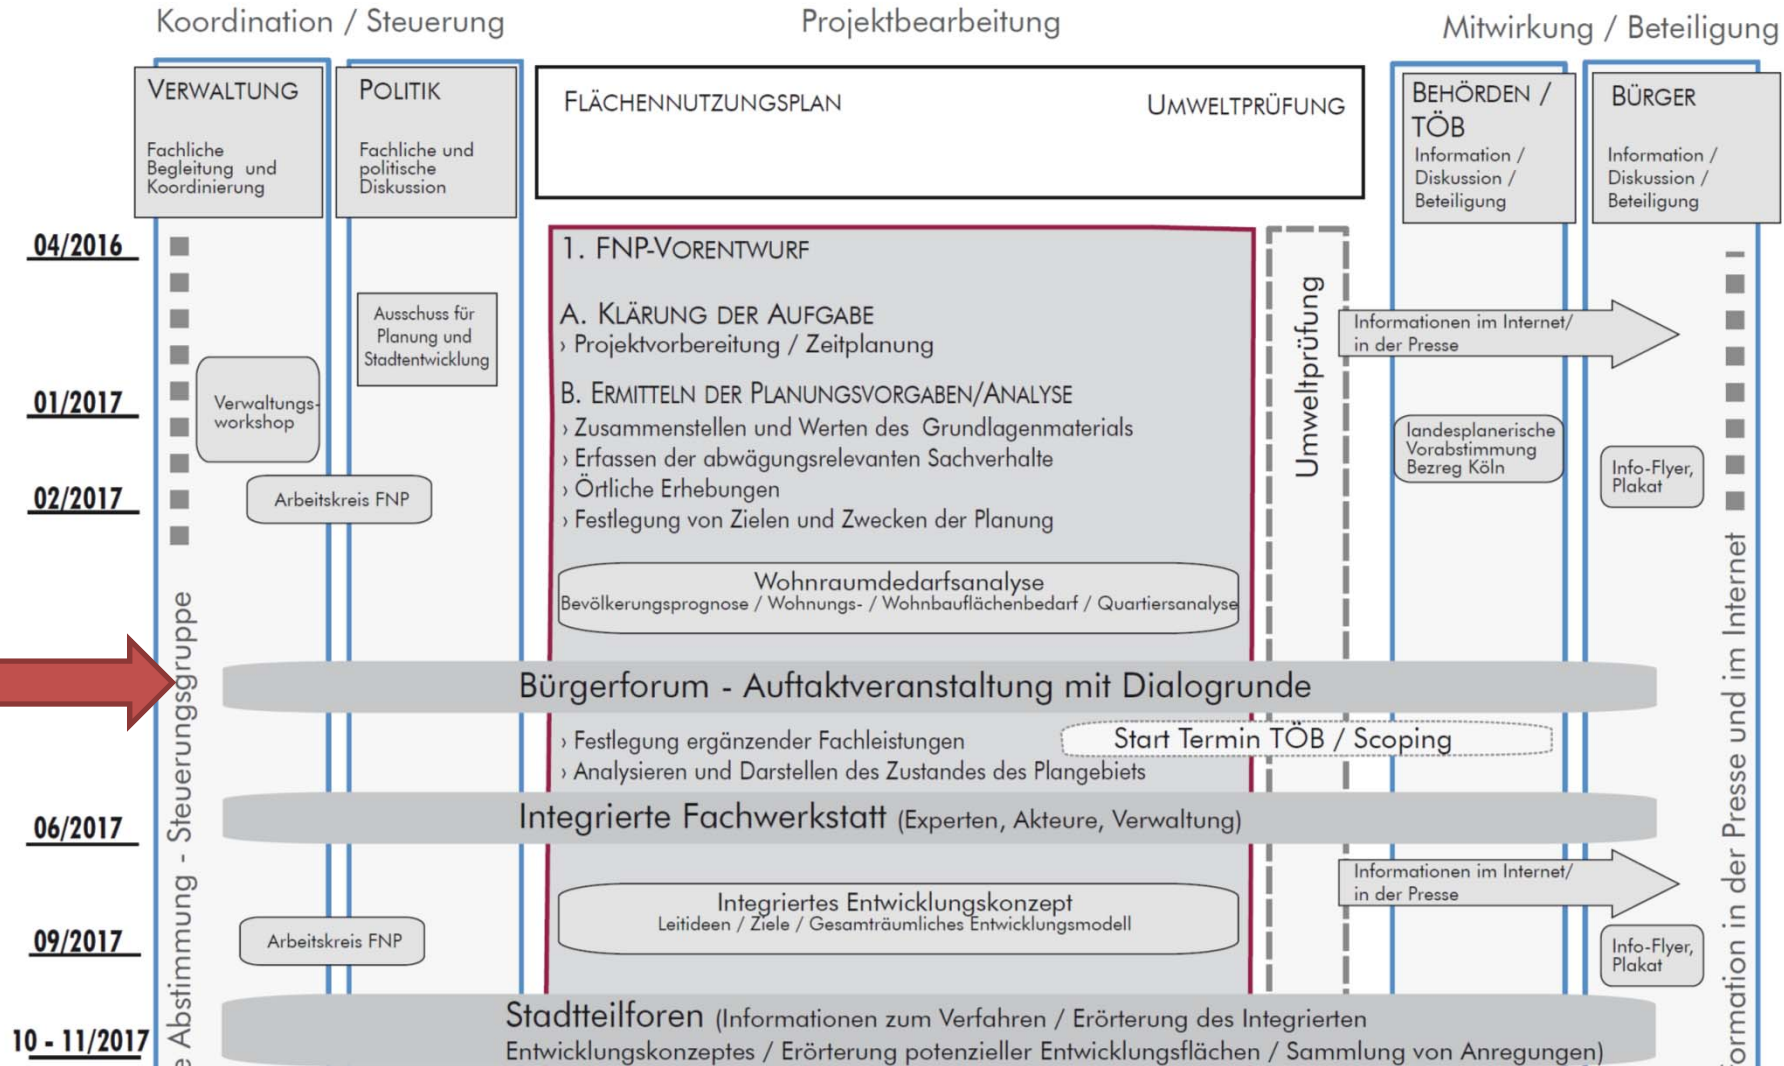 Koordination / Steuerung
Projektbearbeitung
Mitwirkung / Beteiligung
VERWALTUNG
Fachliche
Begleitung und
Koordinierung
POLITIK
Fachliche und
politische
Diskussion
FLÄCHENNUTZUNGSPLAN
UMWELTPRÜFUNG
BEHÖRDEN /
TÖB
Information /
Diskussion /
Beteiligung
BÜRGER
Information /
Diskussion /
Beteiligung
04/2016
01/2017
02/2017
06/2017
09/2017
10 - 11/2017
Abstimmung - Steuerungsgruppe
Ausschuss für
Planung und
Stadtentwicklung
Verwaltungs-
workshop
Arbeitskreis FNP
1. FNP-VORENTWURF
A. KLÄRUNG DER AUFGABE
› Projektvorbereitung / Zeitplanung
B. ERMITTELN DER PLANUNGSVORGABEN/ANALYSE
› Zusammenstellen und Werten des Grundlagenmaterials
› Erfassen der abwägungsrelevanten Sachverhalte
› Örtliche Erhebungen
› Festlegung von Zielen und Zwecken der Planung
Wohnraumdedarfsanalyse
Bevölkerungsprognose / Wohnungs- / Wohnbauflächenbedarf / Quartiersanalyse
Umweltprüfung
Informationen im Internet/
in der Presse
landesplanerische
Vorabstimmung
Bezreg Köln
Info-Flyer,
Plakat
Bürgerforum - Auftaktveranstaltung mit Dialogrunde
› Festlegung ergänzender Fachleistungen
› Analysieren und Darstellen des Zustandes des Plangebiets
Start Termin TÖB / Scoping
Integrierte Fachwerkstatt (Experten, Akteure, Verwaltung)
Informationen im Internet/
in der Presse
Integriertes Entwicklungskonzept
Leitideen / Ziele / Gesamträumliches Entwicklungsmodell
Arbeitskreis FNP
Info-Flyer,
Plakat
Stadtteilforen (Informationen zum Verfahren / Erörterung des Integrierten
Entwicklungskonzeptes / Erörterung potenzieller Entwicklungsflächen / Sammlung von Anregungen)
formation in der Presse und im Internet